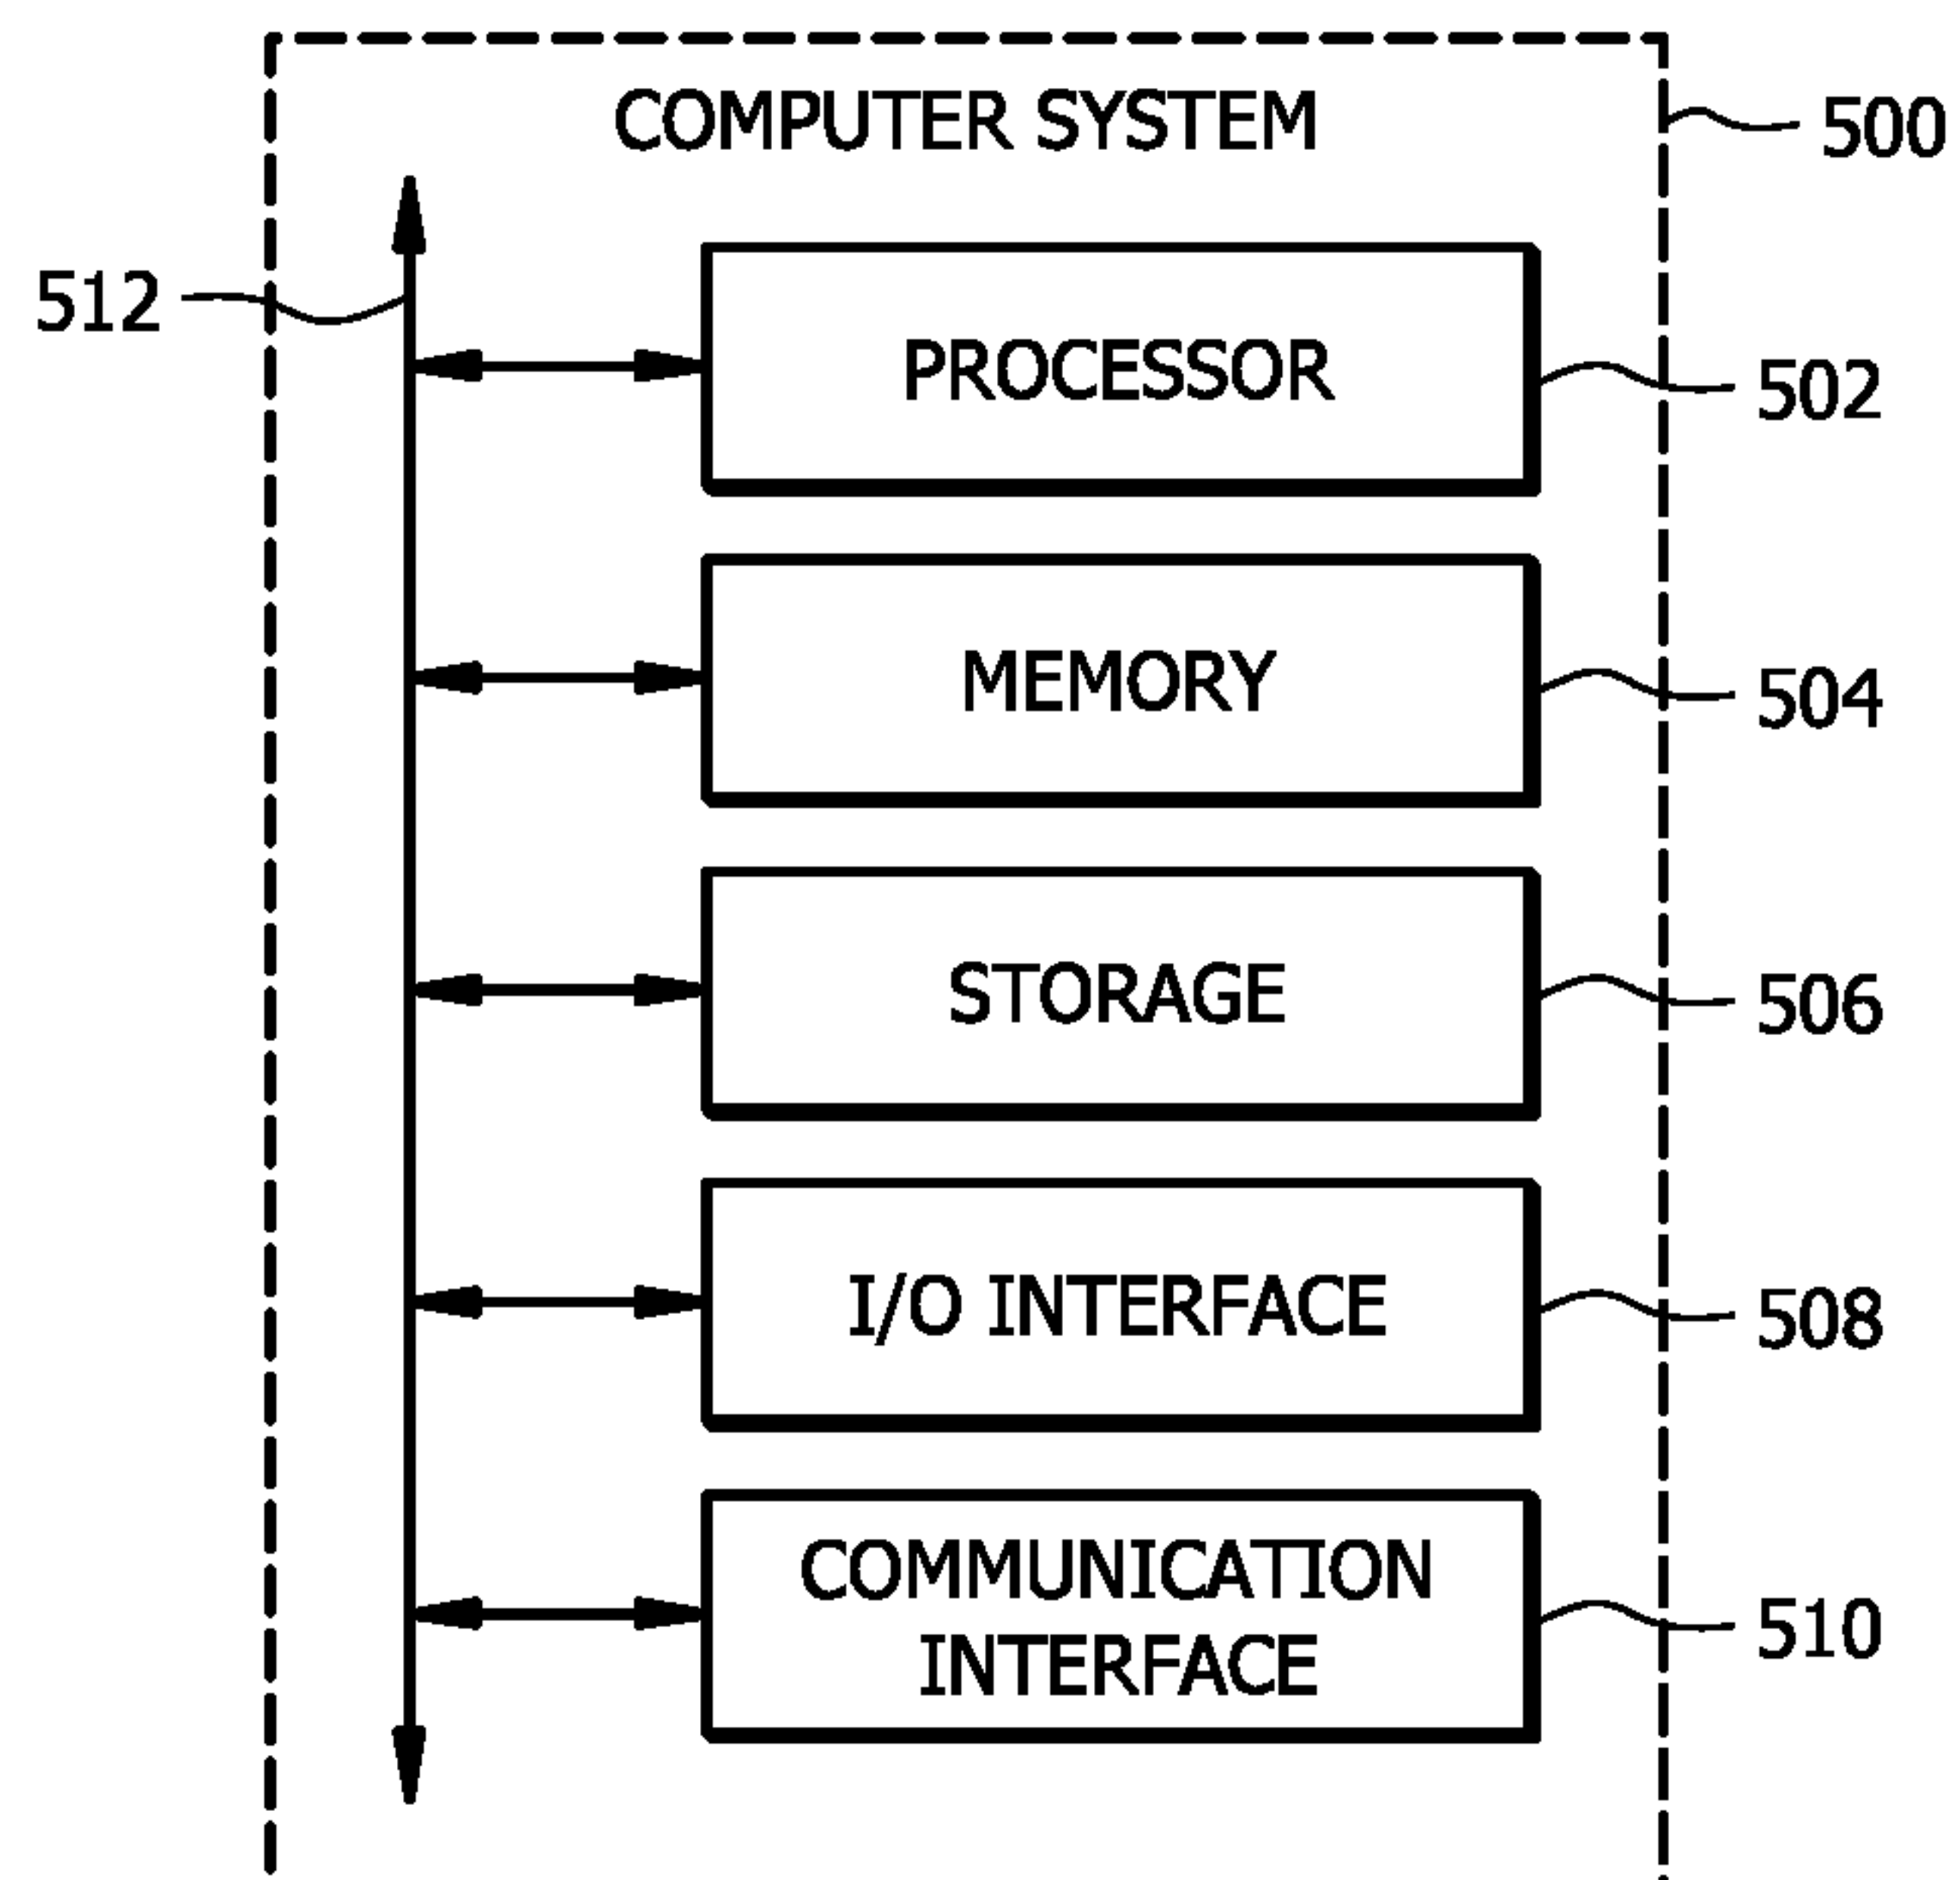 COMPUTER SYSTEM
500
512
PROCESSOR
502
MEMORY
504
STORAGE
506
I/O INTERFACE
508
COMMUNICATION
INTERFACE
510